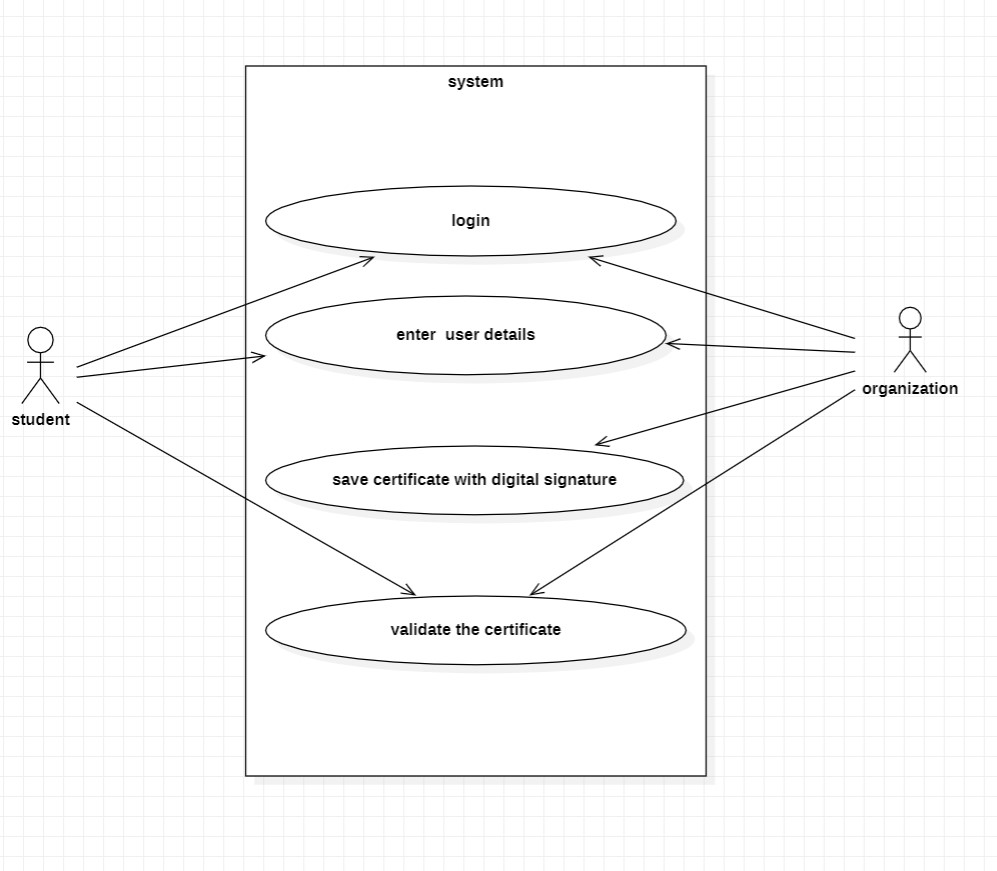 system
login
enter  user details
student
organization
save certificate with digital signature
validate the certificate